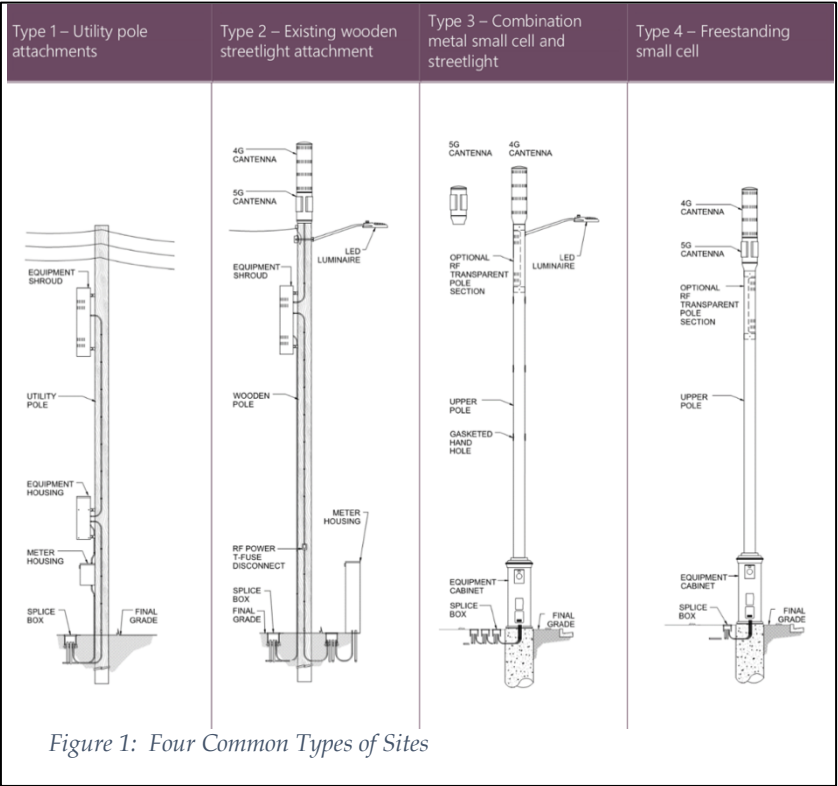 Type 1 – Utility pole
attachments
Type 2 – Existing wooden
streetlight attachment
Type 3 – Combination
metal small cell and
streetlight
Type 4 – Freestanding
small cell
EQUIPMENT
SHROUD
UTILITY
POLE
EQUIPMENT
HOUSING
METER
HOUSING
SPLICE
BOX
FINAL
GRADE
4G
CANTENNA
5G
CANTENNA
LED
LUMINAIRE
EQUIPMENT
SHROUD
WOODEN
POLE
METER
HOUSING
RF POWER
T-FUSE
DISCONNECT
SPLICE
BOX
FINAL
GRADE
5G
CANTENNA
4G
CANTENNA
LED
LUMINAIRE
OPTIONAL
RF
TRANSPARENT
POLE
SECTION
UPPER
POLE
GASKETED
HAND
HOLE
EQUIPMENT
CABINET
SPLICE
BOX
FINAL
GRADE
4G
CANTENNA
5G
CANTENNA
OPTIONAL
RF
TRANSPARENT
POLE
SECTION
UPPER
POLE
EQUIPMENT
CABINET
SPLICE
BOX
FINAL
GRADE
Figure 1: Four Common Types of Sites